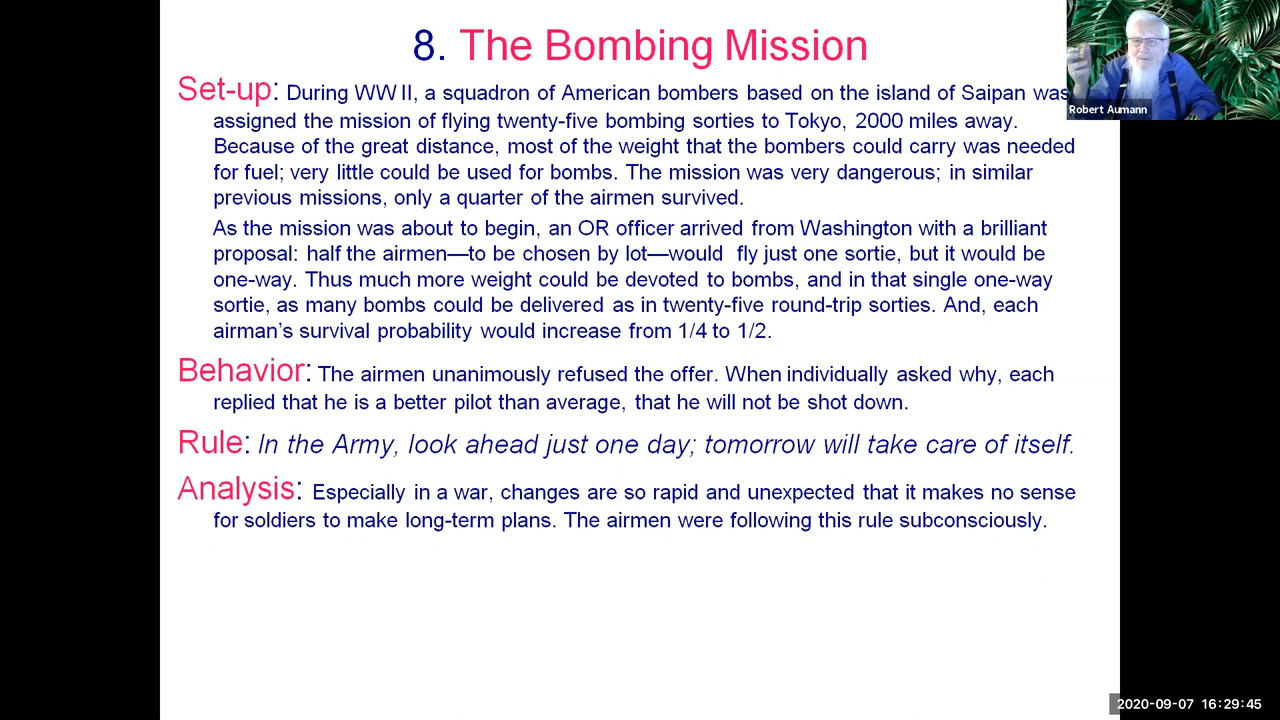 8. The Bombing Mission
Set-up: During WW II, a squadron of American bombers based on the island of Saipan was
assigned the mission of flying twenty-five bombing sorties to Tokyo, 2000 miles away.
Because of the great distance, most of the weight that the bombers could carry was needed
for fuel; very little could be used for bombs. The mission was very dangerous; in similar
previous missions, only a quarter of the airmen survived.
As the mission was about to begin, an OR officer arrived from Washington with a brilliant
proposal: half the airmen—to be chosen by lot—would fly just one sortie, but it would be
one-way. Thus much more weight could be devoted to bombs, and in that single one-way
sortie, as many bombs could be delivered as in twenty-five round-trip sorties. And, each
airman's survival probability would increase from 1/4 to 1/2.
Behavior: The airmen unanimously refused the offer. When individually asked why, each
replied that he is a better pilot than average, that he will not be shot down.
Rule: In the Army, look ahead just one day; tomorrow will take care of itself.
Analysis: Especially in a war, changes are so rapid and unexpected that it makes no sense
for soldiers to make long-term plans. The airmen were following this rule subconsciously.
Robert Aumann
2020-09-07 16:29:45